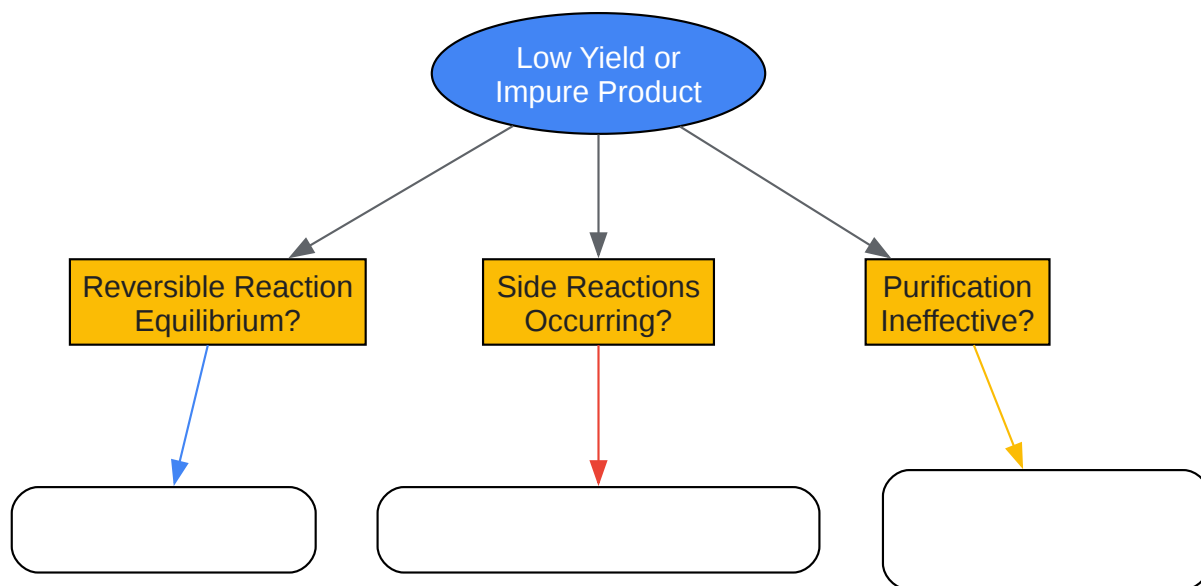 Low Yield or
Impure Product
Reversible Reaction
Equilibrium?
Side Reactions
Occurring?
Purification
Ineffective?